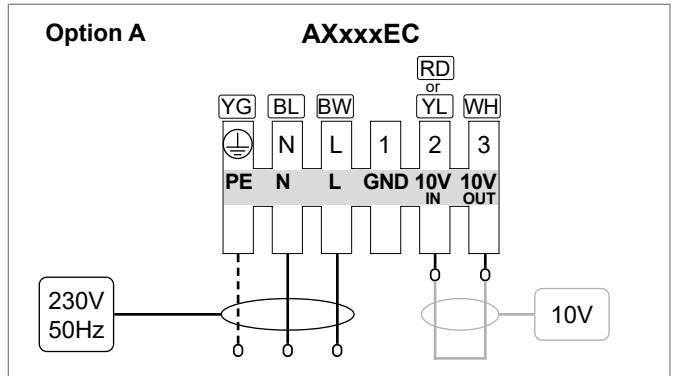 Option A
AXxxxEC
RD
or
YG BL BW YL WH
N L 1 2 3
PE N L GND 10V 10V
IN OUT
230V
50Hz
10V